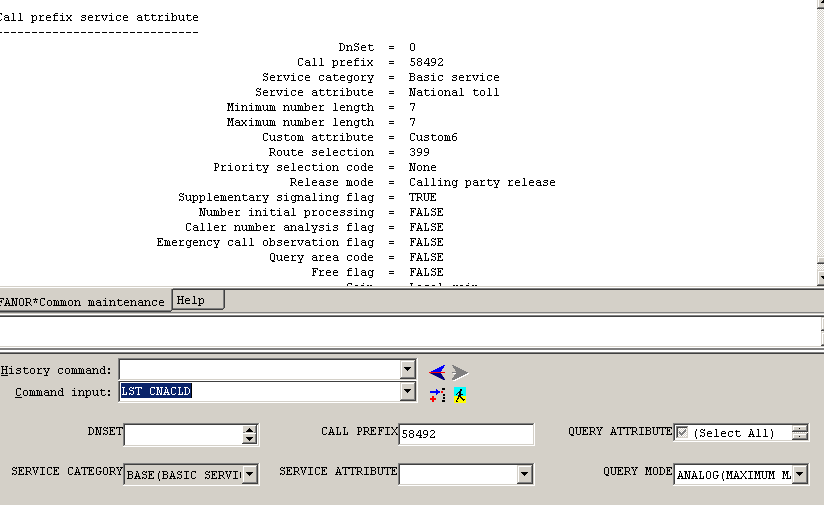 Call prefix service attribute
-----------------------------
DnSet = 0
Call prefix = 58492
Service category = Basic service
Service attribute = National toll
Minimum number length = 7
Maximum number length = 7
Custom attribute = Custom6
Route selection = 399
Priority selection code = None
Release mode = Calling party release
Supplementary signaling flag = TRUE
Number initial processing = FALSE
Caller number analysis flag = FALSE
Emergency call observation flag = FALSE
Query area code = FALSE
Free flag = FALSE
FANOR*Common maintenance Help
History command:
Command input: LST CNACLD
DNSET CALL PREFIX 58492 QUERY ATTRIBUTE (Select All)
SERVICE CATEGORY BASE(BASIC SERVI SERVICE ATTRIBUTE QUERY MODE ANALOG(MAXIMUM M